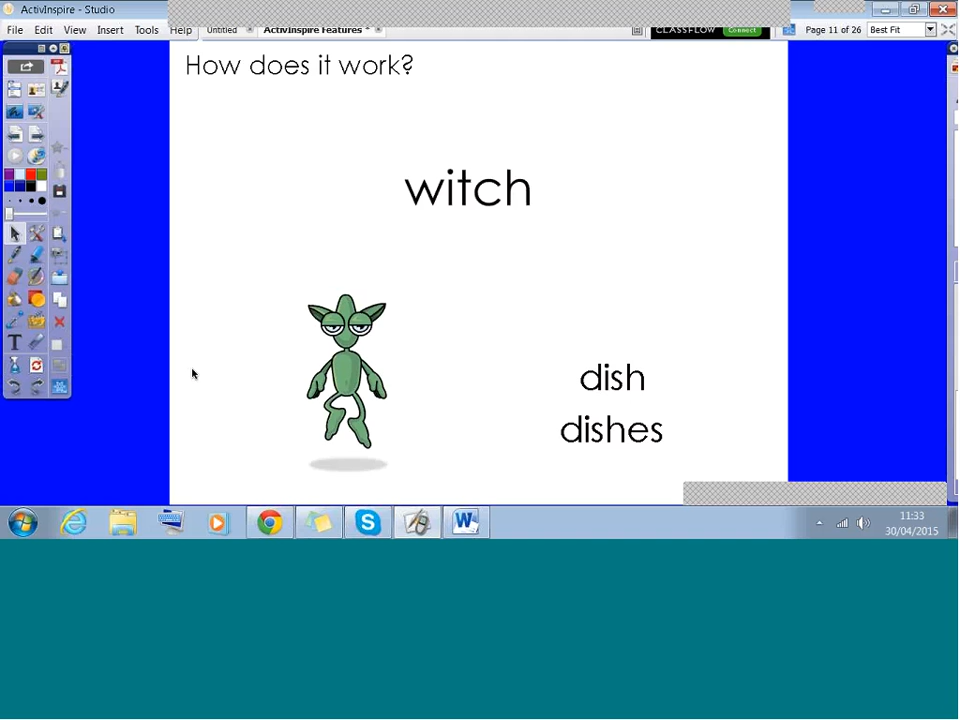 ActivInspire - Studio
File Edit View Insert Tools Help Untitled ActivInspire Features * CLASSFLOW Connect Page 11 of 26 Best Fit
How does it work?
witch
dish
dishes
11:33
30/04/2015